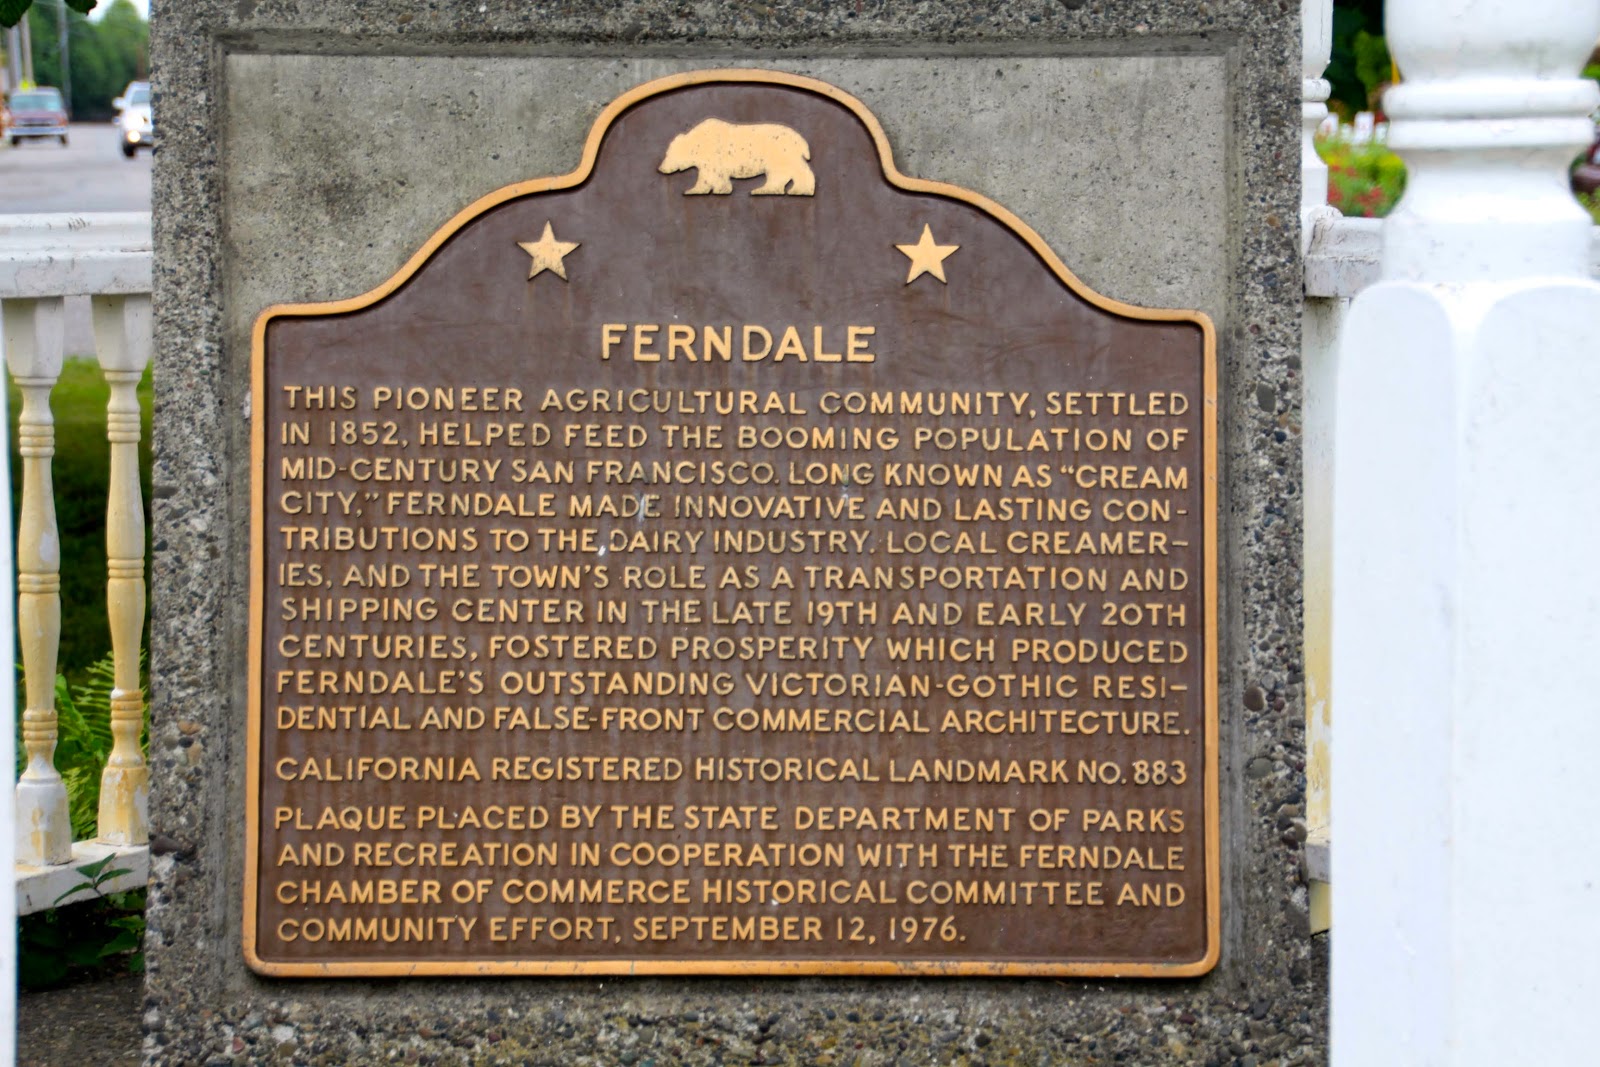 FERNDALE
THIS PIONEER AGRICULTURAL COMMUNITY, SETTLED
IN 1852, HELPED FEED THE BOOMING POPULATION OF
MID-CENTURY SAN FRANCISCO. LONG KNOWN AS "CREAM
CITY," FERNDALE MADE INNOVATIVE AND LASTING CON-
TRIBUTIONS TO THE DAIRY INDUSTRY. LOCAL CREAMER-
IES, AND THE TOWN'S ROLE AS A TRANSPORTATION AND
SHIPPING CENTER IN THE LATE 19TH AND EARLY 20TH
CENTURIES, FOSTERED PROSPERITY WHICH PRODUCED
FERNDALE'S OUTSTANDING VICTORIAN-GOTHIC RESI-
DENTIAL AND FALSE-FRONT COMMERCIAL ARCHITECTURE.
CALIFORNIA REGISTERED HISTORICAL LANDMARK NO. 883
PLAQUE PLACED BY THE STATE DEPARTMENT OF PARKS
AND RECREATION IN COOPERATION WITH THE FERNDALE
CHAMBER OF COMMERCE HISTORICAL COMMITTEE AND
COMMUNITY EFFORT, SEPTEMBER 12, 1976.